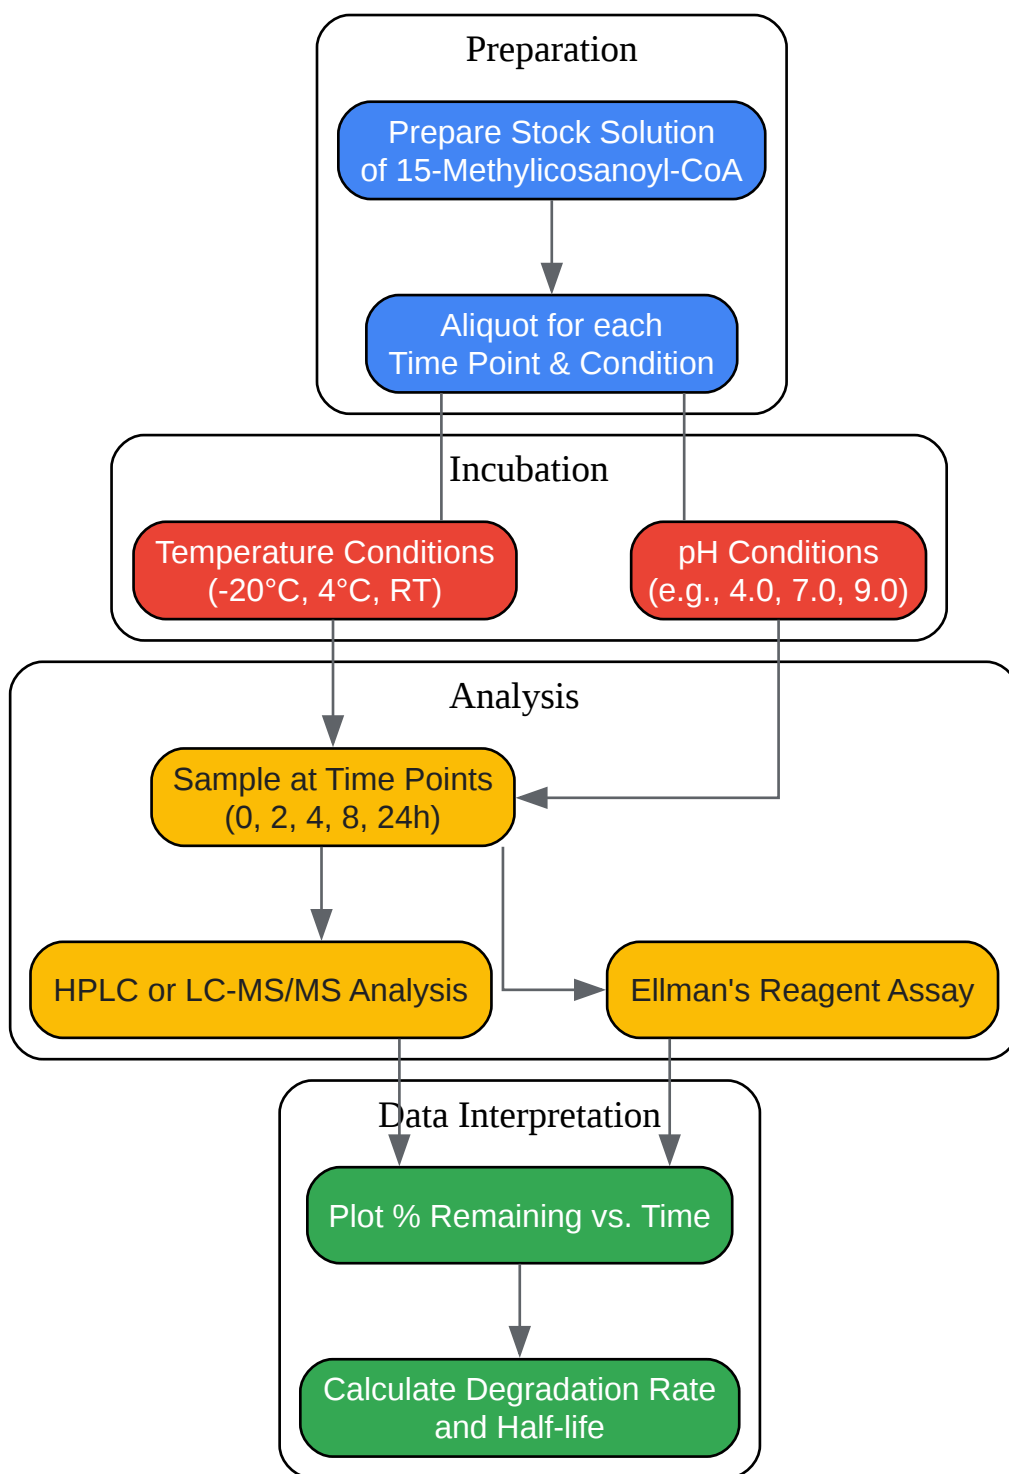 Preparation
Prepare Stock Solution
of 15-Methylicosanoyl-CoA
Aliquot for each
Time Point & Condition
Incubation
Temperature Conditions
(-20°C, 4°C, RT)
pH Conditions
(e.g., 4.0, 7.0, 9.0)
Analysis
Sample at Time Points
(0, 2, 4, 8, 24h)
HPLC or LC-MS/MS Analysis
Ellman's Reagent Assay
Data Interpretation
Plot % Remaining vs. Time
Calculate Degradation Rate
and Half-life